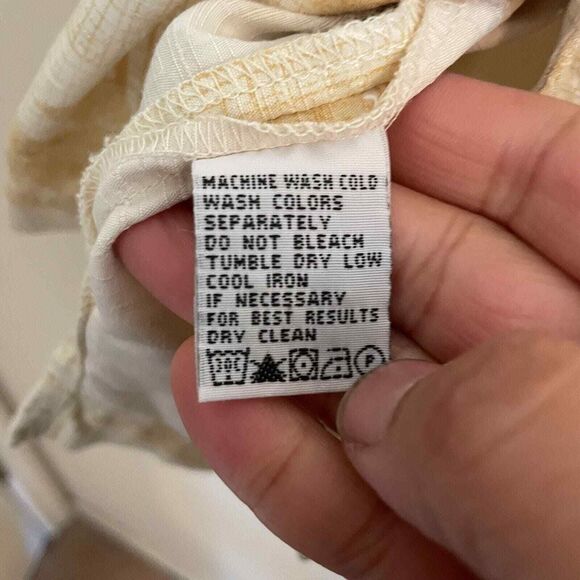 MACHINE WASH COLD
WASH COLORS
SEPARATELY
DO NOT BLEACH
TUMBLE DRY LOW
COOL IRON
IF NECESSARY
FOR BEST RESULTS
DRY CLEAN
30C P